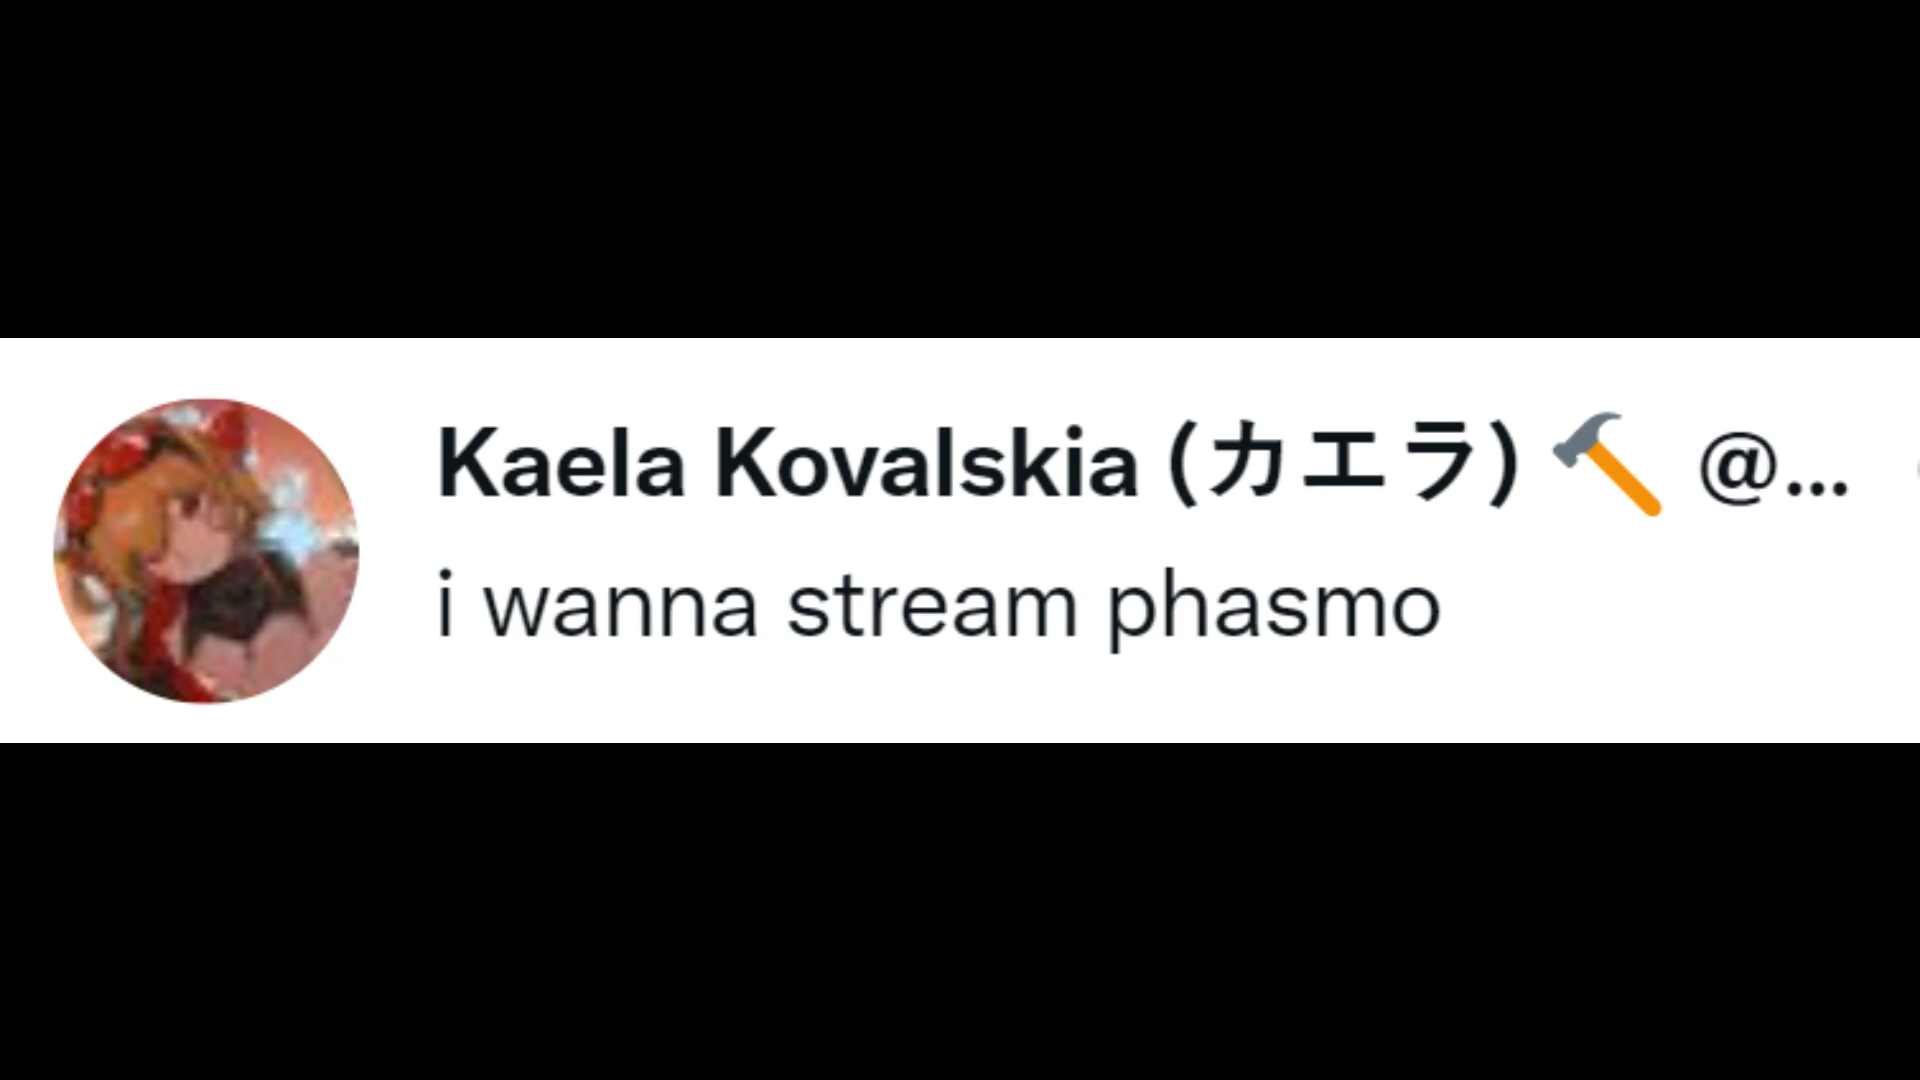 Kaela Kovalskia (カエラ) 🔨 @...
i wanna stream phasmo